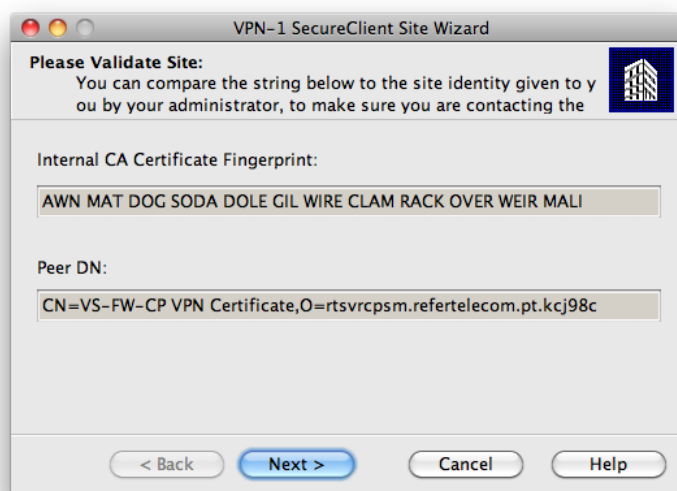 VPN-1 SecureClient Site Wizard
Please Validate Site:
You can compare the string below to the site identity given to y
ou by your administrator, to make sure you are contacting the
Internal CA Certificate Fingerprint:
AWN MAT DOG SODA DOLE GIL WIRE CLAM RACK OVER WEIR MALI
Peer DN:
CN=VS-FW-CP VPN Certificate,O=rtsvrcpsm.refertelecom.pt.kcj98c
< Back Next > Cancel Help